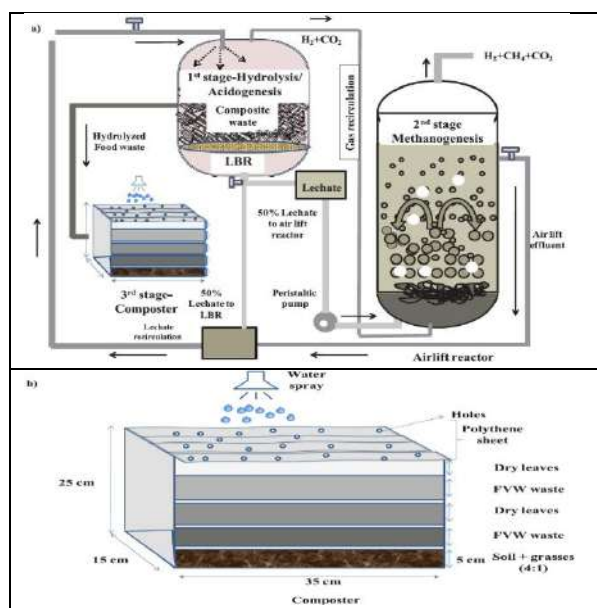 a)
H₂+CO₂
H₂+CH₄+CO₂
1st stage-Hydrolysis/
Acidogenesis
Composite
waste
LBR
Gas recirculation
2nd stage
Methanogenesis
Hydrolyzed
Food waste
Lechate
50% Lechate
to air lift
reactor
Air lift
effluent
3rd stage-
Composter
50%
Lechate to
LBR
Peristaltic
pump
Lechate
recirculation
Airlift reactor
b)
Water
spray
Holes
Polythene
sheet
25 cm
Dry leaves
FVW waste
Dry leaves
FVW waste
15 cm
5 cm
Soil + grasses
(4:1)
35 cm
Composter